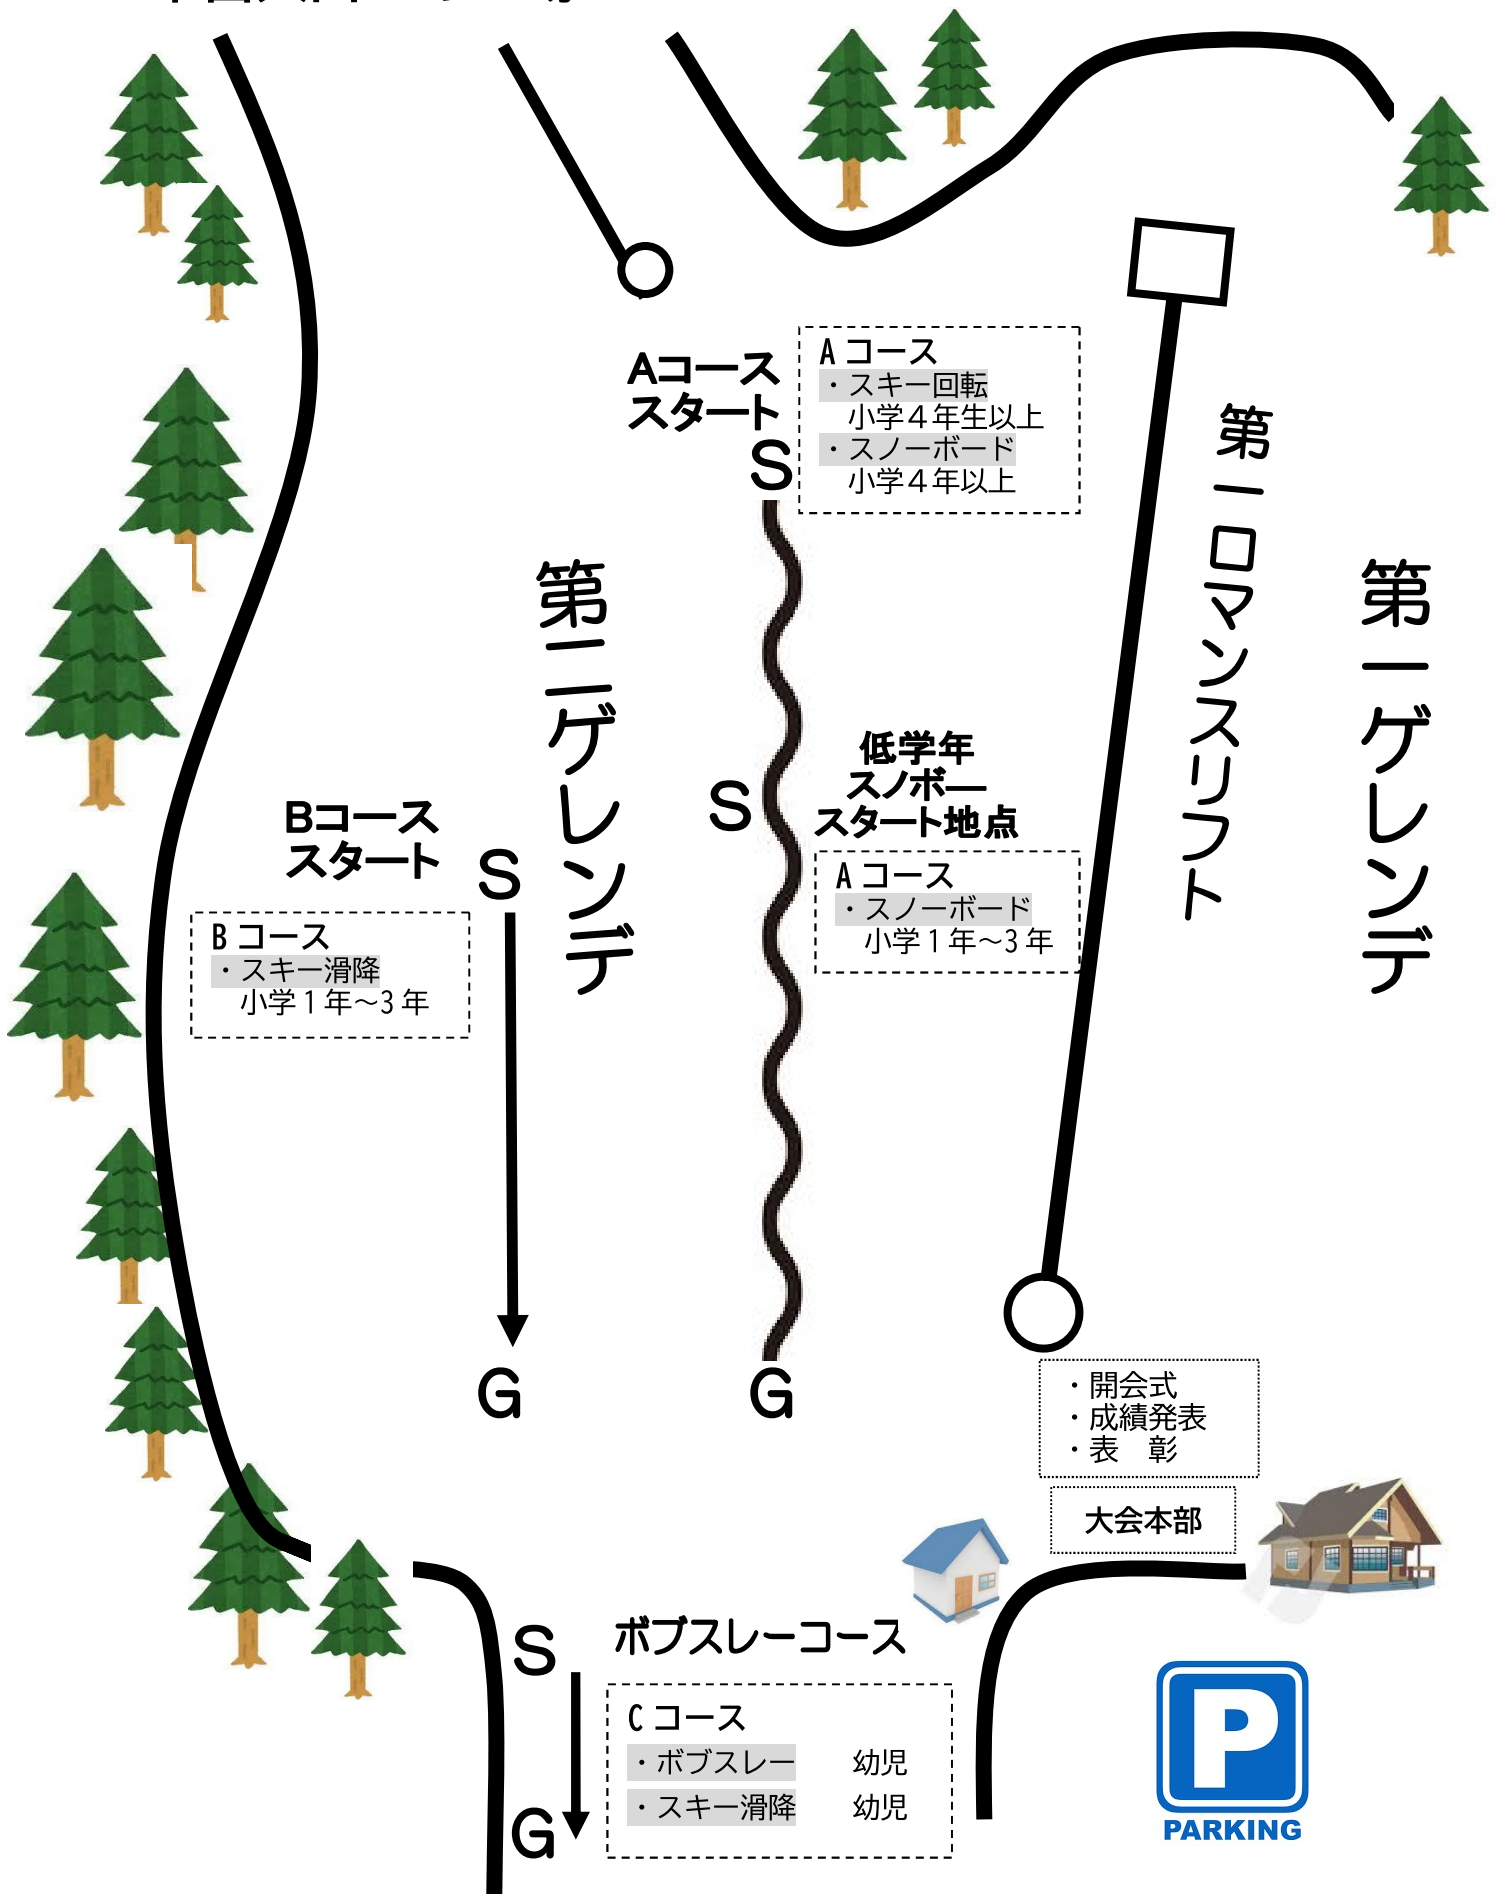 Aコース
スタート
S
A コース
・スキー回転
小学４年生以上
・スノーボード
小学４年以上
第一ロマンスリフト
第二ゲレンデ
第一ゲレンデ
低学年
スノボー
スタート地点
S
A コース
・スノーボード
小学１年～3 年
Bコース
スタート
S
B コース
・スキー滑降
小学１年～3 年
G
G
・開会式
・成績発表
・表　彰
大会本部
ボブスレーコース
S
C コース
・ボブスレー　　幼児
・スキー滑降　　幼児
G
P
PARKING